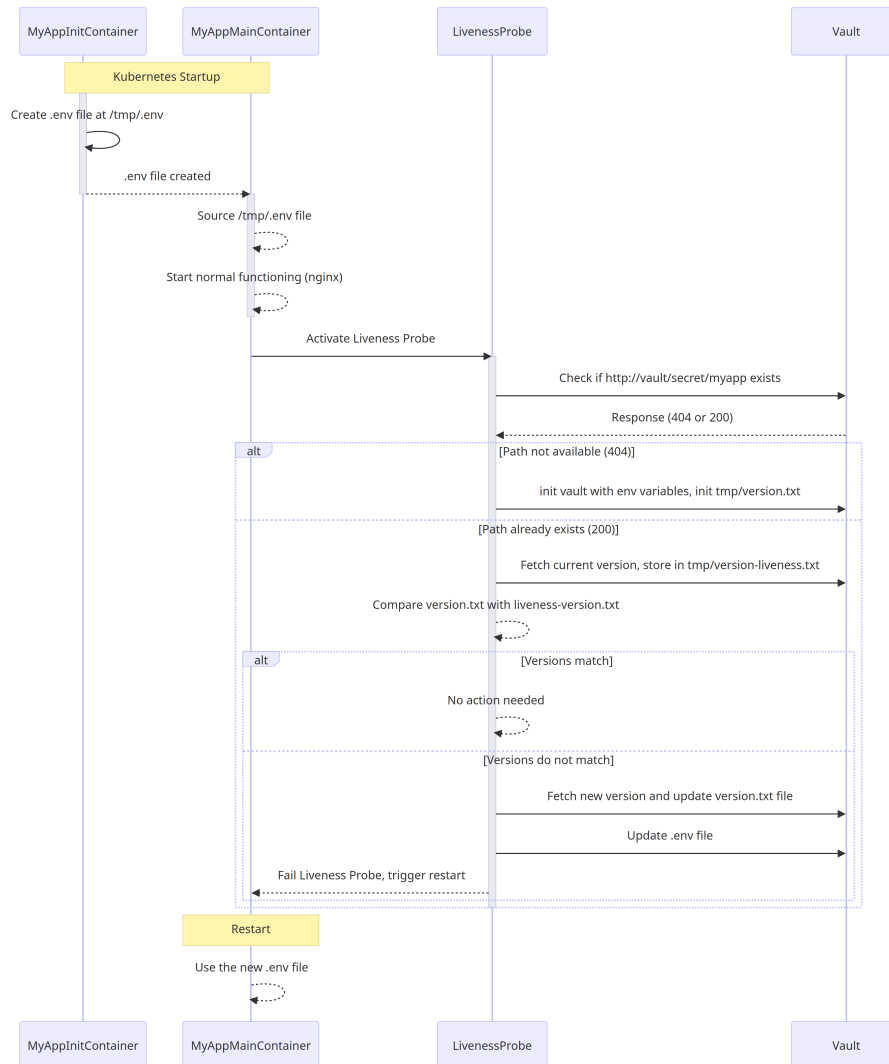 MyAppInitContainer
MyAppMainContainer
LivenessProbe
Vault
Kubernetes Startup
Create .env file at /tmp/.env
.env file created
Source /tmp/.env file
Start normal functioning (nginx)
Activate Liveness Probe
Check if http://vault/secret/myapp exists
Response (404 or 200)
alt
[Path not available (404)]
init vault with env variables, init tmp/version.txt
[Path already exists (200)]
Fetch current version, store in tmp/version-liveness.txt
Compare version.txt with liveness-version.txt
alt
[Versions match]
No action needed
[Versions do not match]
Fetch new version and update version.txt file
Update .env file
Fail Liveness Probe, trigger restart
Restart
Use the new .env file
MyAppInitContainer
MyAppMainContainer
LivenessProbe
Vault